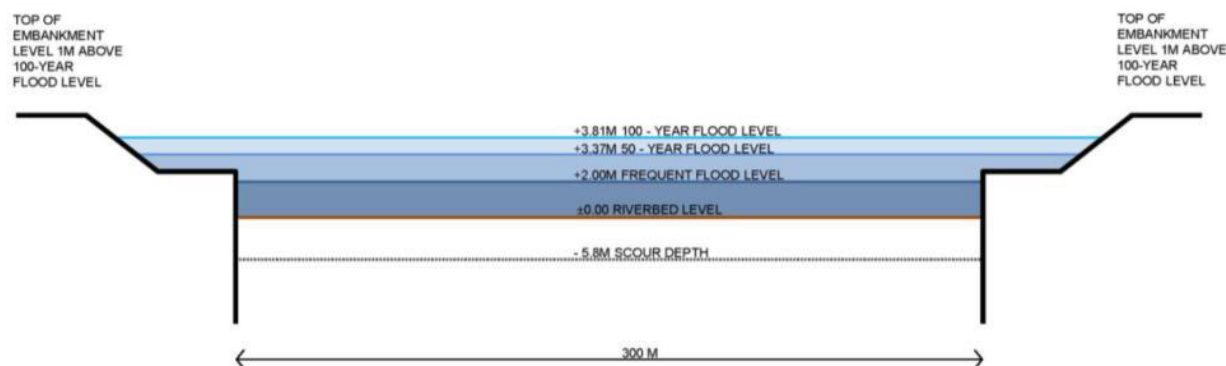 TOP OF
EMBANKMENT
LEVEL 1M ABOVE
100-YEAR
FLOOD LEVEL
TOP OF
EMBANKMENT
LEVEL 1M ABOVE
100-YEAR
FLOOD LEVEL
+3.81M 100 - YEAR FLOOD LEVEL
+3.37M 50 - YEAR FLOOD LEVEL
+2.00M FREQUENT FLOOD LEVEL
±0.00 RIVERBED LEVEL
- 5.8M SCOUR DEPTH
300 M